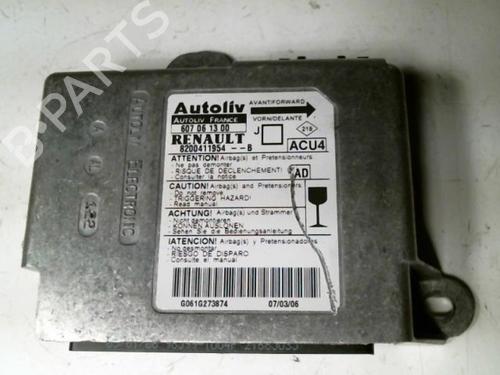 B-PARTS
Autoliv
AVANT/FORWARD
AUTOLIV FRANCE
VORN/DELANTE
607 06 13 00
J
218
RENAULT
ACU4
8200411954 --B
ATTENTION! Airbag(s) et Pretensionneurs
- Ne pas demonter
- RISQUE DE DECLENCHEMENT!
- Consulter la notice
AD
CAUTION! Airbag(s) and Pretensioners
- Do not remove
- TRIGGERING HAZARD!
- Read manual
ACHTUNG! Airbag(s) und Strammer
- Nicht demontieren
- KÖNNEN AUSLÖSEN
- Sehen Sie die Bedienungsanleitung
!ATENCION! Airbag(s) y Pretensionadores
- No desmontar
- RIESGO DE DISPARO
- Consulte el manual
G061G273874
07/03/06
AUTOLIV ELECTRONIC
132